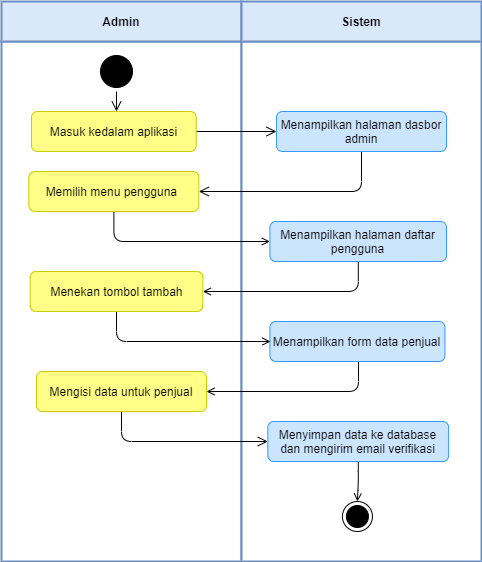 Admin
Sistem
Masuk kedalam aplikasi
Menampilkan halaman dasbor
admin
Memilih menu pengguna
Menampilkan halaman daftar
pengguna
Menekan tombol tambah
Menampilkan form data penjual
Mengisi data untuk penjual
Menyimpan data ke database
dan mengirim email verifikasi